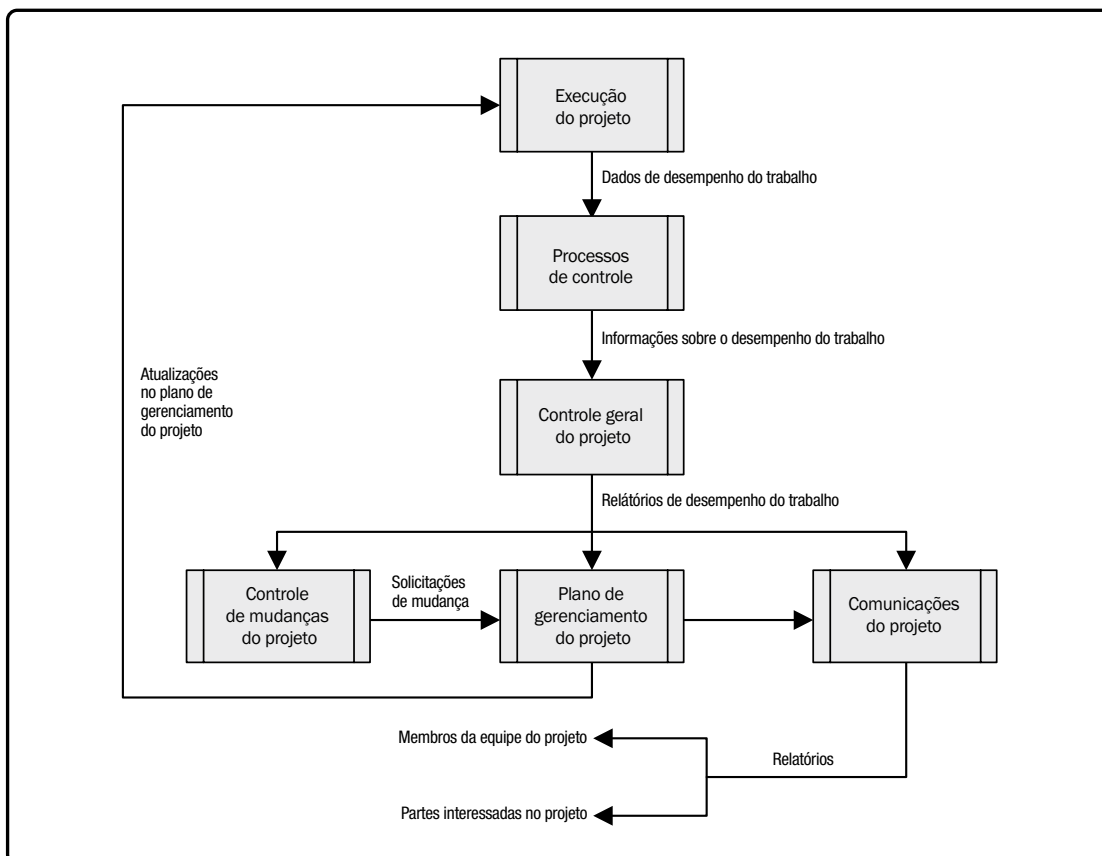 Execução
do projeto
Dados de desempenho do trabalho
Processos
de controle
Informações sobre o desempenho do trabalho
Atualizações
no plano de
gerenciamento
do projeto
Controle geral
do projeto
Relátórios de desempenho do trabalho
Controle
de mudanças
do projeto
Solicitações
de mudança
Plano de
gerenciamento
do projeto
Comunicações
do projeto
Membros da equipe do projeto
Relatórios
Partes interessadas no projeto